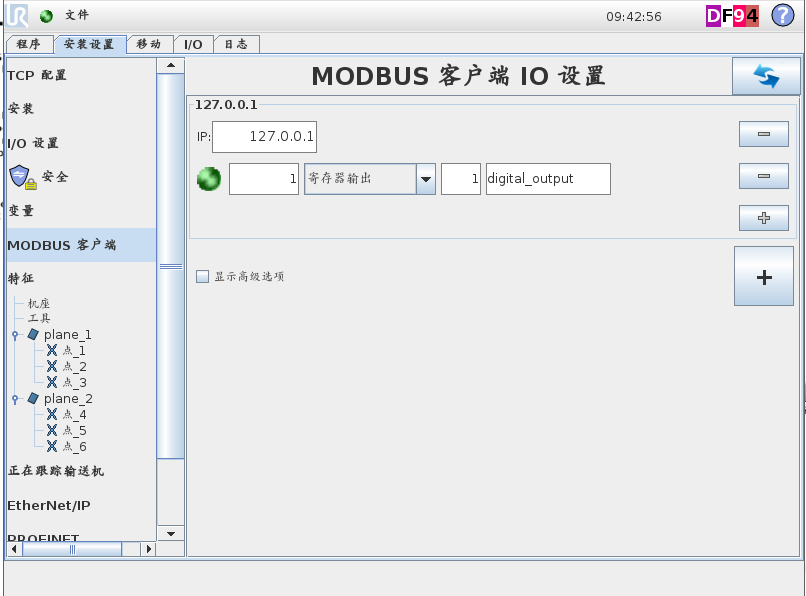 UR 文件 09:42:56 DF94 ?
程序 安装设置 移动 I/O 日志
TCP 配置
安装
I/O 设置
安全
变量
MODBUS 客户端
特征
机座
工具
plane_1
点_1
点_2
点_3
plane_2
点_4
点_5
点_6
正在跟踪输送机
EtherNet/IP
PROFINET
MODBUS 客户端 IO 设置
127.0.0.1
IP: 127.0.0.1
1 寄存器输出 1 digital_output
显示高级选项